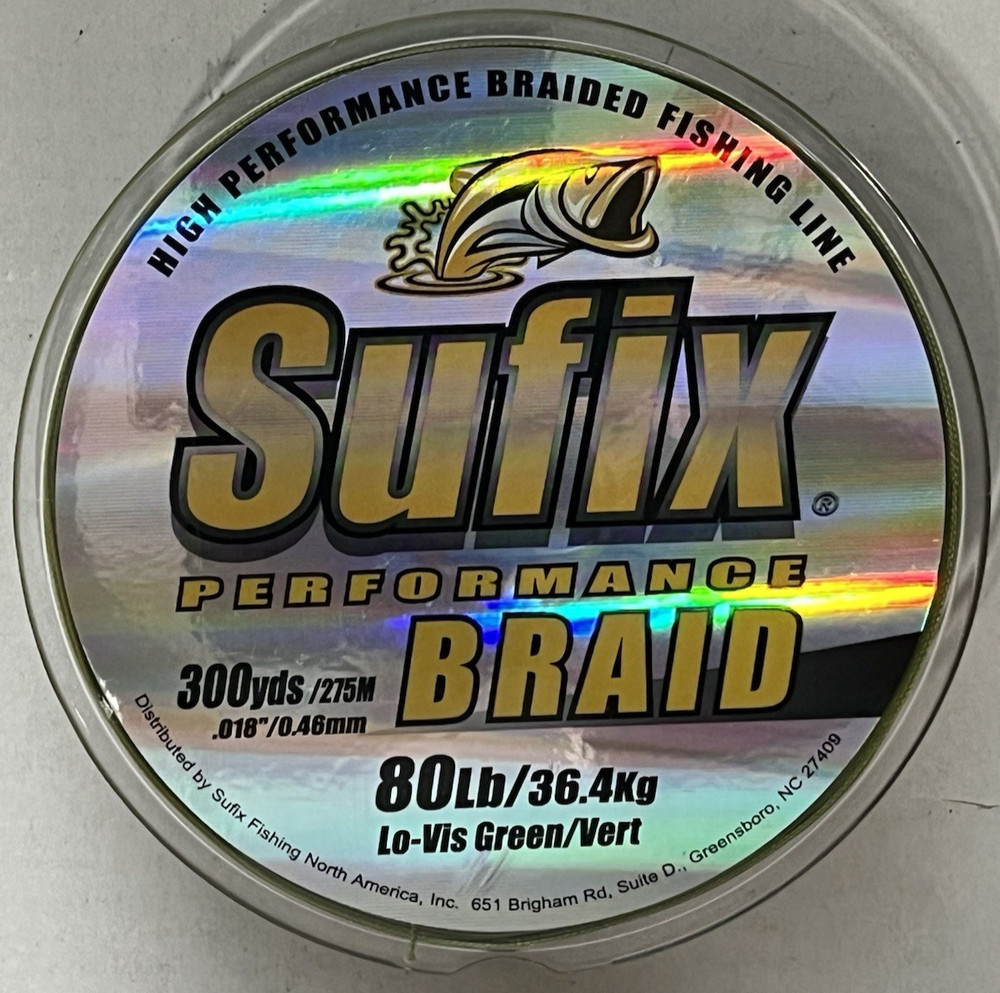 HIGH PERFORMANCE BRAIDED FISHING LINE
Sufix®
PERFORMANCE
BRAID
300yds /275M
.018"/0.46mm
80Lb/36.4Kg
Lo-Vis Green/Vert
Distributed by Sufix Fishing North America, Inc. 651 Brigham Rd, Suite D., Greensboro, NC 27409